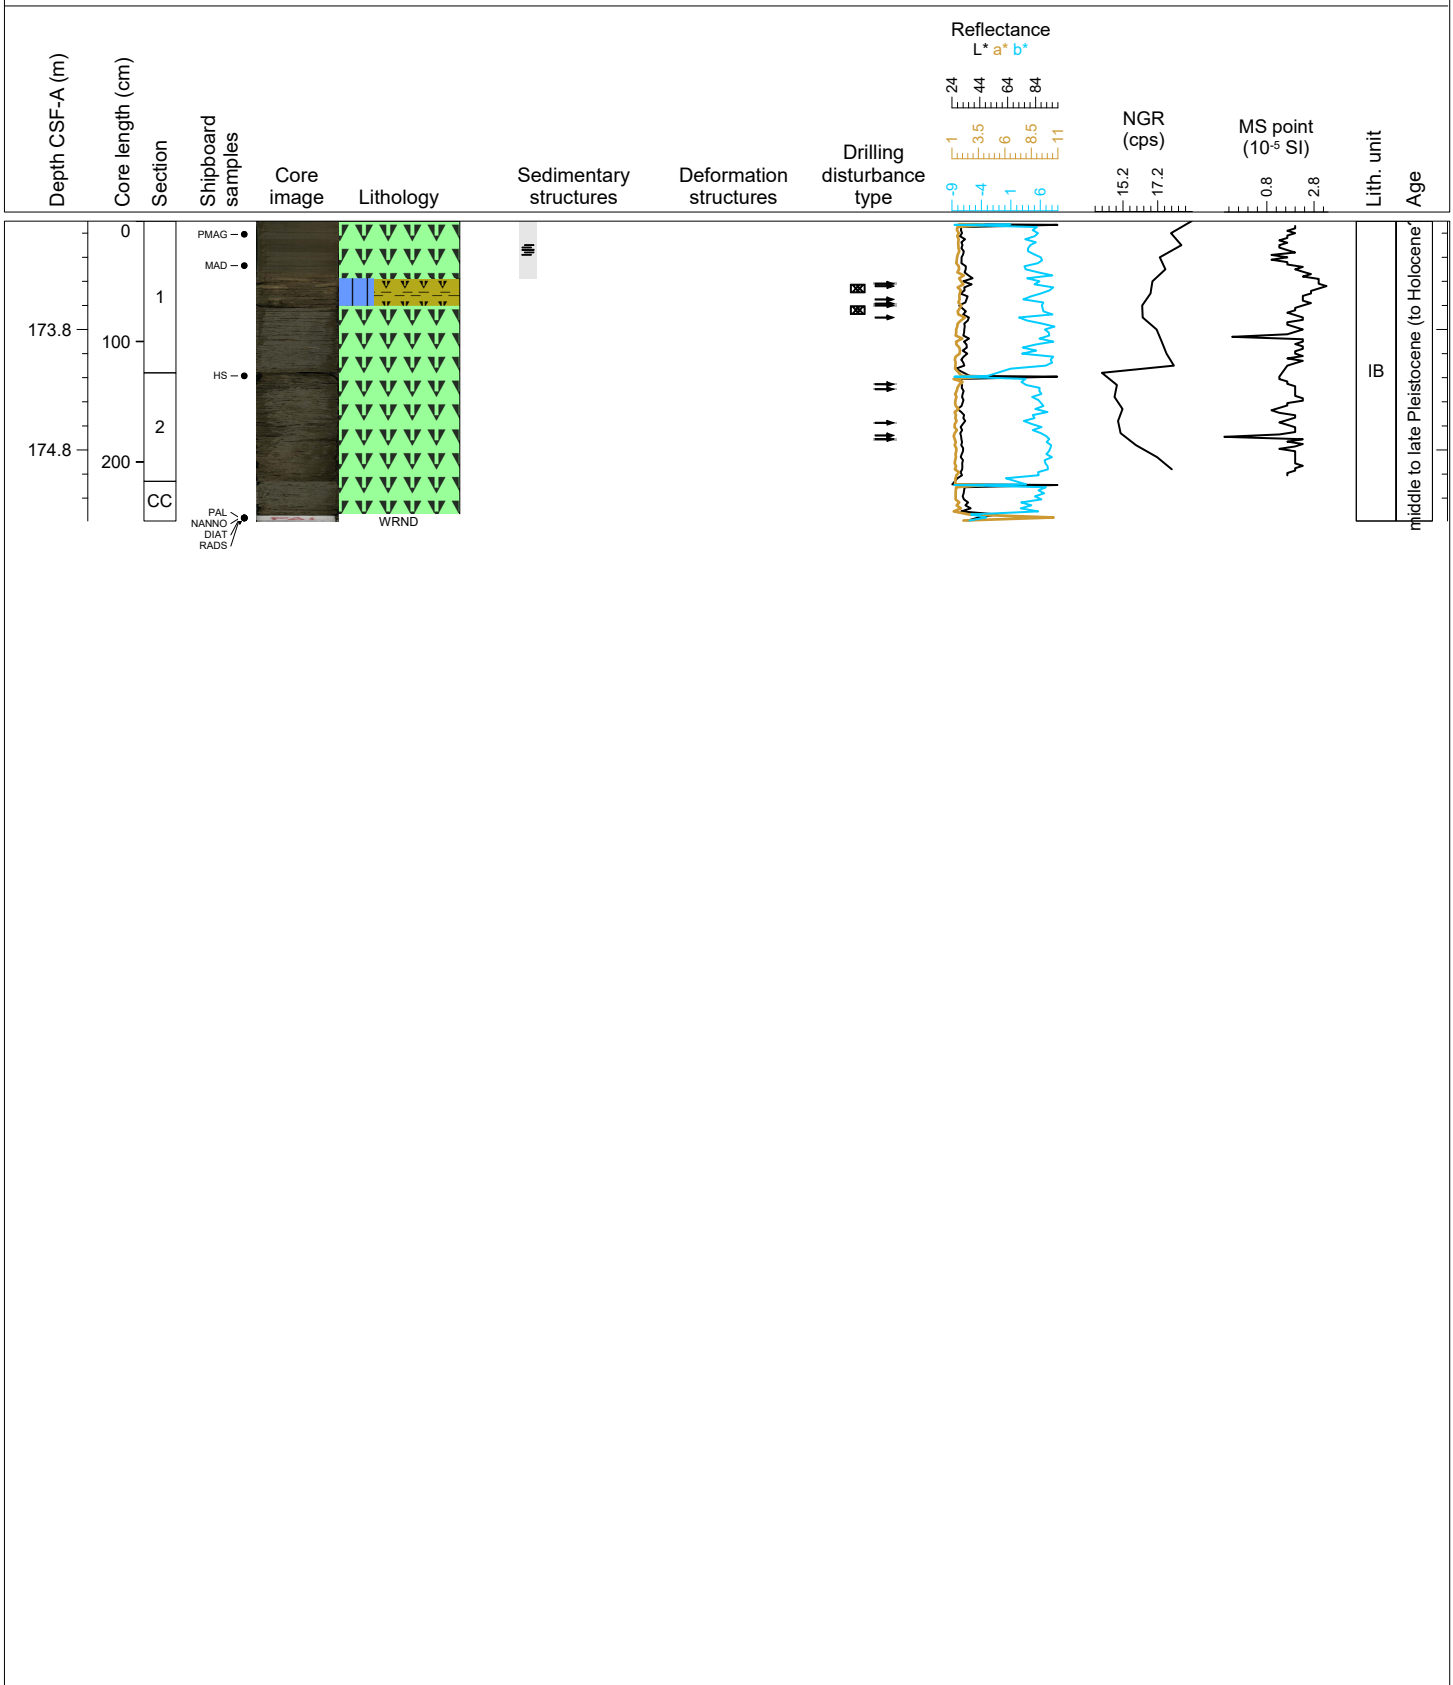 Depth CSF-A (m)
Core length (cm)
Section
Shipboard
samples
Core
image
Lithology
Sedimentary
structures
Deformation
structures
Drilling
disturbance
type
Reflectance
L* a* b*
24 44 64 84
1 3.5 6 8.5 11
-9 -4 1 6
NGR
(cps)
15.2 17.2
MS point
(10⁻⁵ SI)
0.8 2.8
Lith. unit
Age
173.8
174.8
0
100
200
1
2
CC
PMAG
MAD
HS
PAL
NANNO
DIAT
RADS
PAL
WRND
IB
middle to late Pleistocene (to Holocene?